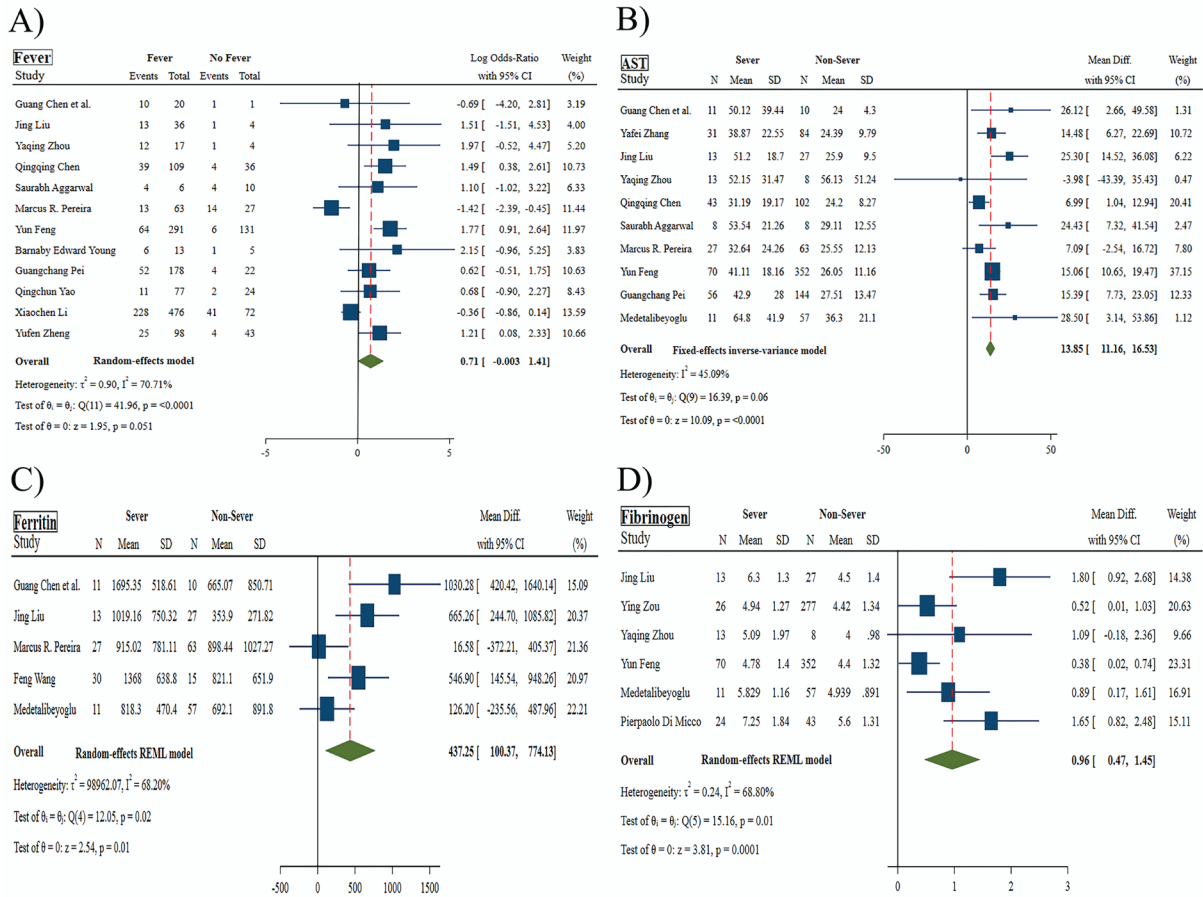 A)
Fever
Fever No Fever Log Odds-Ratio Weight
Study Events Total Events Total with 95% CI (%)
Guang Chen et al. 10 20 1 1 -0.69 [ -4.20, 2.81] 3.19
Jing Liu 13 36 1 4 1.51 [ -1.51, 4.53] 4.00
Yaqing Zhou 12 17 1 4 1.97 [ -0.52, 4.47] 5.20
Qingqing Chen 39 109 4 36 1.49 [ 0.38, 2.61] 10.73
Saurabh Aggarwal 4 6 4 10 1.10 [ -1.02, 3.22] 6.33
Marcus R. Pereira 13 63 14 27 -1.42 [ -2.39, -0.45] 11.44
Yun Feng 64 291 6 131 1.77 [ 0.91, 2.64] 11.97
Barnaby Edward Young 6 13 1 5 2.15 [ -0.96, 5.25] 3.83
Guangchang Pei 52 178 4 22 0.62 [ -0.51, 1.75] 10.63
Qingchun Yao 11 77 2 24 0.68 [ -0.90, 2.27] 8.43
Xiaochen Li 228 476 41 72 -0.36 [ -0.86, 0.14] 13.59
Yufen Zheng 25 98 4 43 1.21 [ 0.08, 2.33] 10.66
Overall Random-effects model 0.71 [ -0.003 1.41]
Heterogeneity: τ² = 0.90, I² = 70.71%
Test of θi = θj: Q(11) = 41.96, p = <0.0001
Test of θ = 0: z = 1.95, p = 0.051
-5 0 5
B)
AST
Sever Non-Sever Mean Diff. Weight
Study N Mean SD N Mean SD with 95% CI (%)
Guang Chen et al. 11 50.12 39.44 10 24 4.3 26.12 [ 2.66, 49.58] 1.31
Yafei Zhang 31 38.87 22.55 84 24.39 9.79 14.48 [ 6.27, 22.69] 10.72
Jing Liu 13 51.2 18.7 27 25.9 9.5 25.30 [ 14.52, 36.08] 6.22
Yaqing Zhou 13 52.15 31.47 8 56.13 51.24 -3.98 [ -43.39, 35.43] 0.47
Qingqing Chen 43 31.19 19.17 102 24.2 8.27 6.99 [ 1.04, 12.94] 20.41
Saurabh Aggarwal 8 53.54 21.26 8 29.11 12.55 24.43 [ 7.32, 41.54] 2.47
Marcus R. Pereira 27 32.64 24.26 63 25.55 12.13 7.09 [ -2.54, 16.72] 7.80
Yun Feng 70 41.11 18.16 352 26.05 11.16 15.06 [ 10.65, 19.47] 37.15
Guangchang Pei 56 42.9 28 144 27.51 13.47 15.39 [ 7.73, 23.05] 12.33
Medetalibeyoglu 11 64.8 41.9 57 36.3 21.1 28.50 [ 3.14, 53.86] 1.12
Overall Fixed-effects inverse-variance model 13.85 [ 11.16, 16.53]
Heterogeneity: I² = 45.09%
Test of θi = θj: Q(9) = 16.39, p = 0.06
Test of θ = 0: z = 10.09, p = <0.0001
-50 0 50
C)
Ferritin
Sever Non-Sever Mean Diff. Weight
Study N Mean SD N Mean SD with 95% CI (%)
Guang Chen et al. 11 1695.35 518.61 10 665.07 850.71 1030.28 [ 420.42, 1640.14] 15.09
Jing Liu 13 1019.16 750.32 27 353.9 271.82 665.26 [ 244.70, 1085.82] 20.37
Marcus R. Pereira 27 915.02 781.11 63 898.44 1027.27 16.58 [ -372.21, 405.37] 21.36
Feng Wang 30 1368 638.8 15 821.1 651.9 546.90 [ 145.54, 948.26] 20.97
Medetalibeyoglu 11 818.3 470.4 57 692.1 891.8 126.20 [ -235.56, 487.96] 22.21
Overall Random-effects REML model 437.25 [ 100.37, 774.13]
Heterogeneity: τ² = 98962.07, I² = 68.20%
Test of θi = θj: Q(4) = 12.05, p = 0.02
Test of θ = 0: z = 2.54, p = 0.01
-500 0 500 1000 1500
D)
Fibrinogen
Sever Non-Sever Mean Diff. Weight
Study N Mean SD N Mean SD with 95% CI (%)
Jing Liu 13 6.3 1.3 27 4.5 1.4 1.80 [ 0.92, 2.68] 14.38
Ying Zou 26 4.94 1.27 277 4.42 1.34 0.52 [ 0.01, 1.03] 20.63
Yaqing Zhou 13 5.09 1.97 8 4 .98 1.09 [ -0.18, 2.36] 9.66
Yun Feng 70 4.78 1.4 352 4.4 1.32 0.38 [ 0.02, 0.74] 23.31
Medetalibeyoglu 11 5.829 1.16 57 4.939 .891 0.89 [ 0.17, 1.61] 16.91
Pierpaolo Di Micco 24 7.25 1.84 43 5.6 1.31 1.65 [ 0.82, 2.48] 15.11
Overall Random-effects REML model 0.96 [ 0.47, 1.45]
Heterogeneity: τ² = 0.24, I² = 68.80%
Test of θi = θj: Q(5) = 15.16, p = 0.01
Test of θ = 0: z = 3.81, p = 0.0001
0 1 2 3